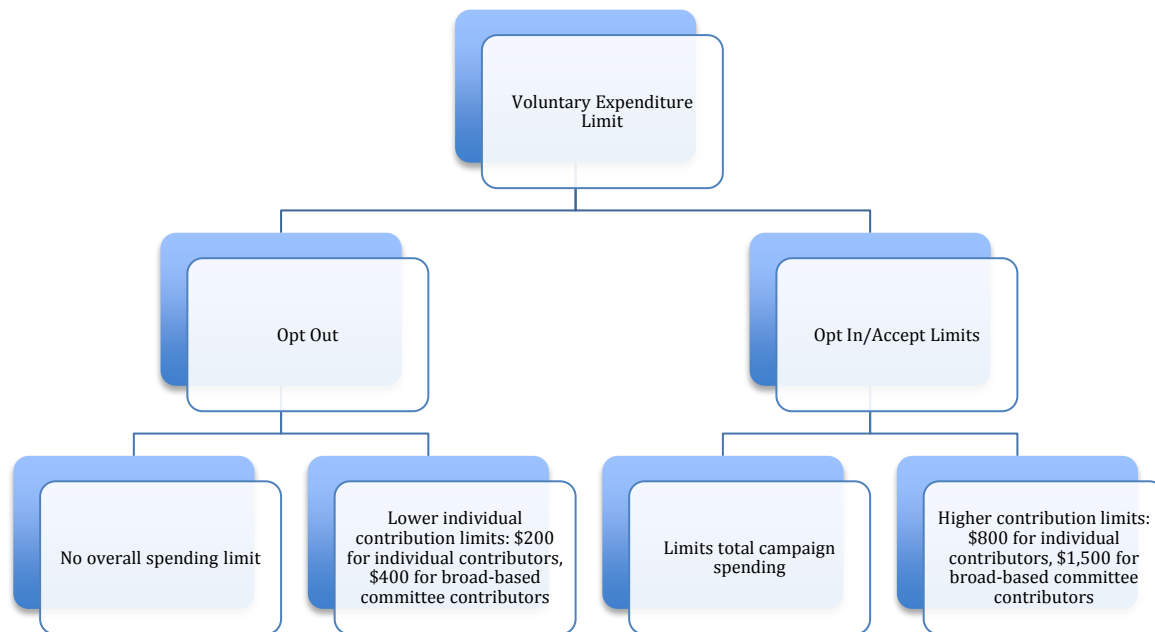 Voluntary Expenditure
Limit
Opt Out
Opt In/Accept Limits
No overall spending limit
Lower individual
contribution limits: $200
for individual contributors,
$400 for broad-based
committee contributors
Limits total campaign
spending
Higher contribution limits:
$800 for individual
contributors, $1,500 for
broad-based committee
contributors